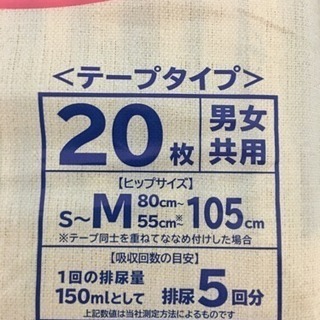 ＜テープタイプ＞
20枚 男女共用
【ヒップサイズ】
S～M 80cm～ 55cm～※ 105cm
※テープ同士を重ねてななめ付けした場合
【吸収回数の目安】
1回の排尿量
150mlとして 排尿5回分
上記数値は当社測定方法による